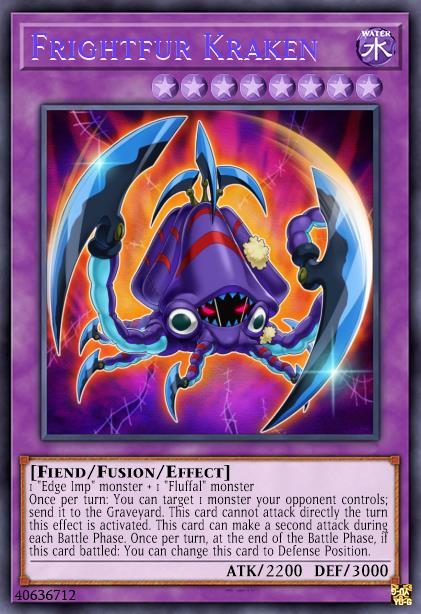 Frightfur Kraken
WATER
水
[Fiend/Fusion/Effect]
1 "Edge Imp" monster + 1 "Fluffal" monster
Once per turn: You can target 1 monster your opponent controls;
send it to the Graveyard. This card cannot attack directly the turn
this effect is activated. This card can make a second attack during
each Battle Phase. Once per turn, at the end of the Battle Phase, if
this card battled: You can change this card to Defense Position.
ATK/2200 DEF/3000
40636712